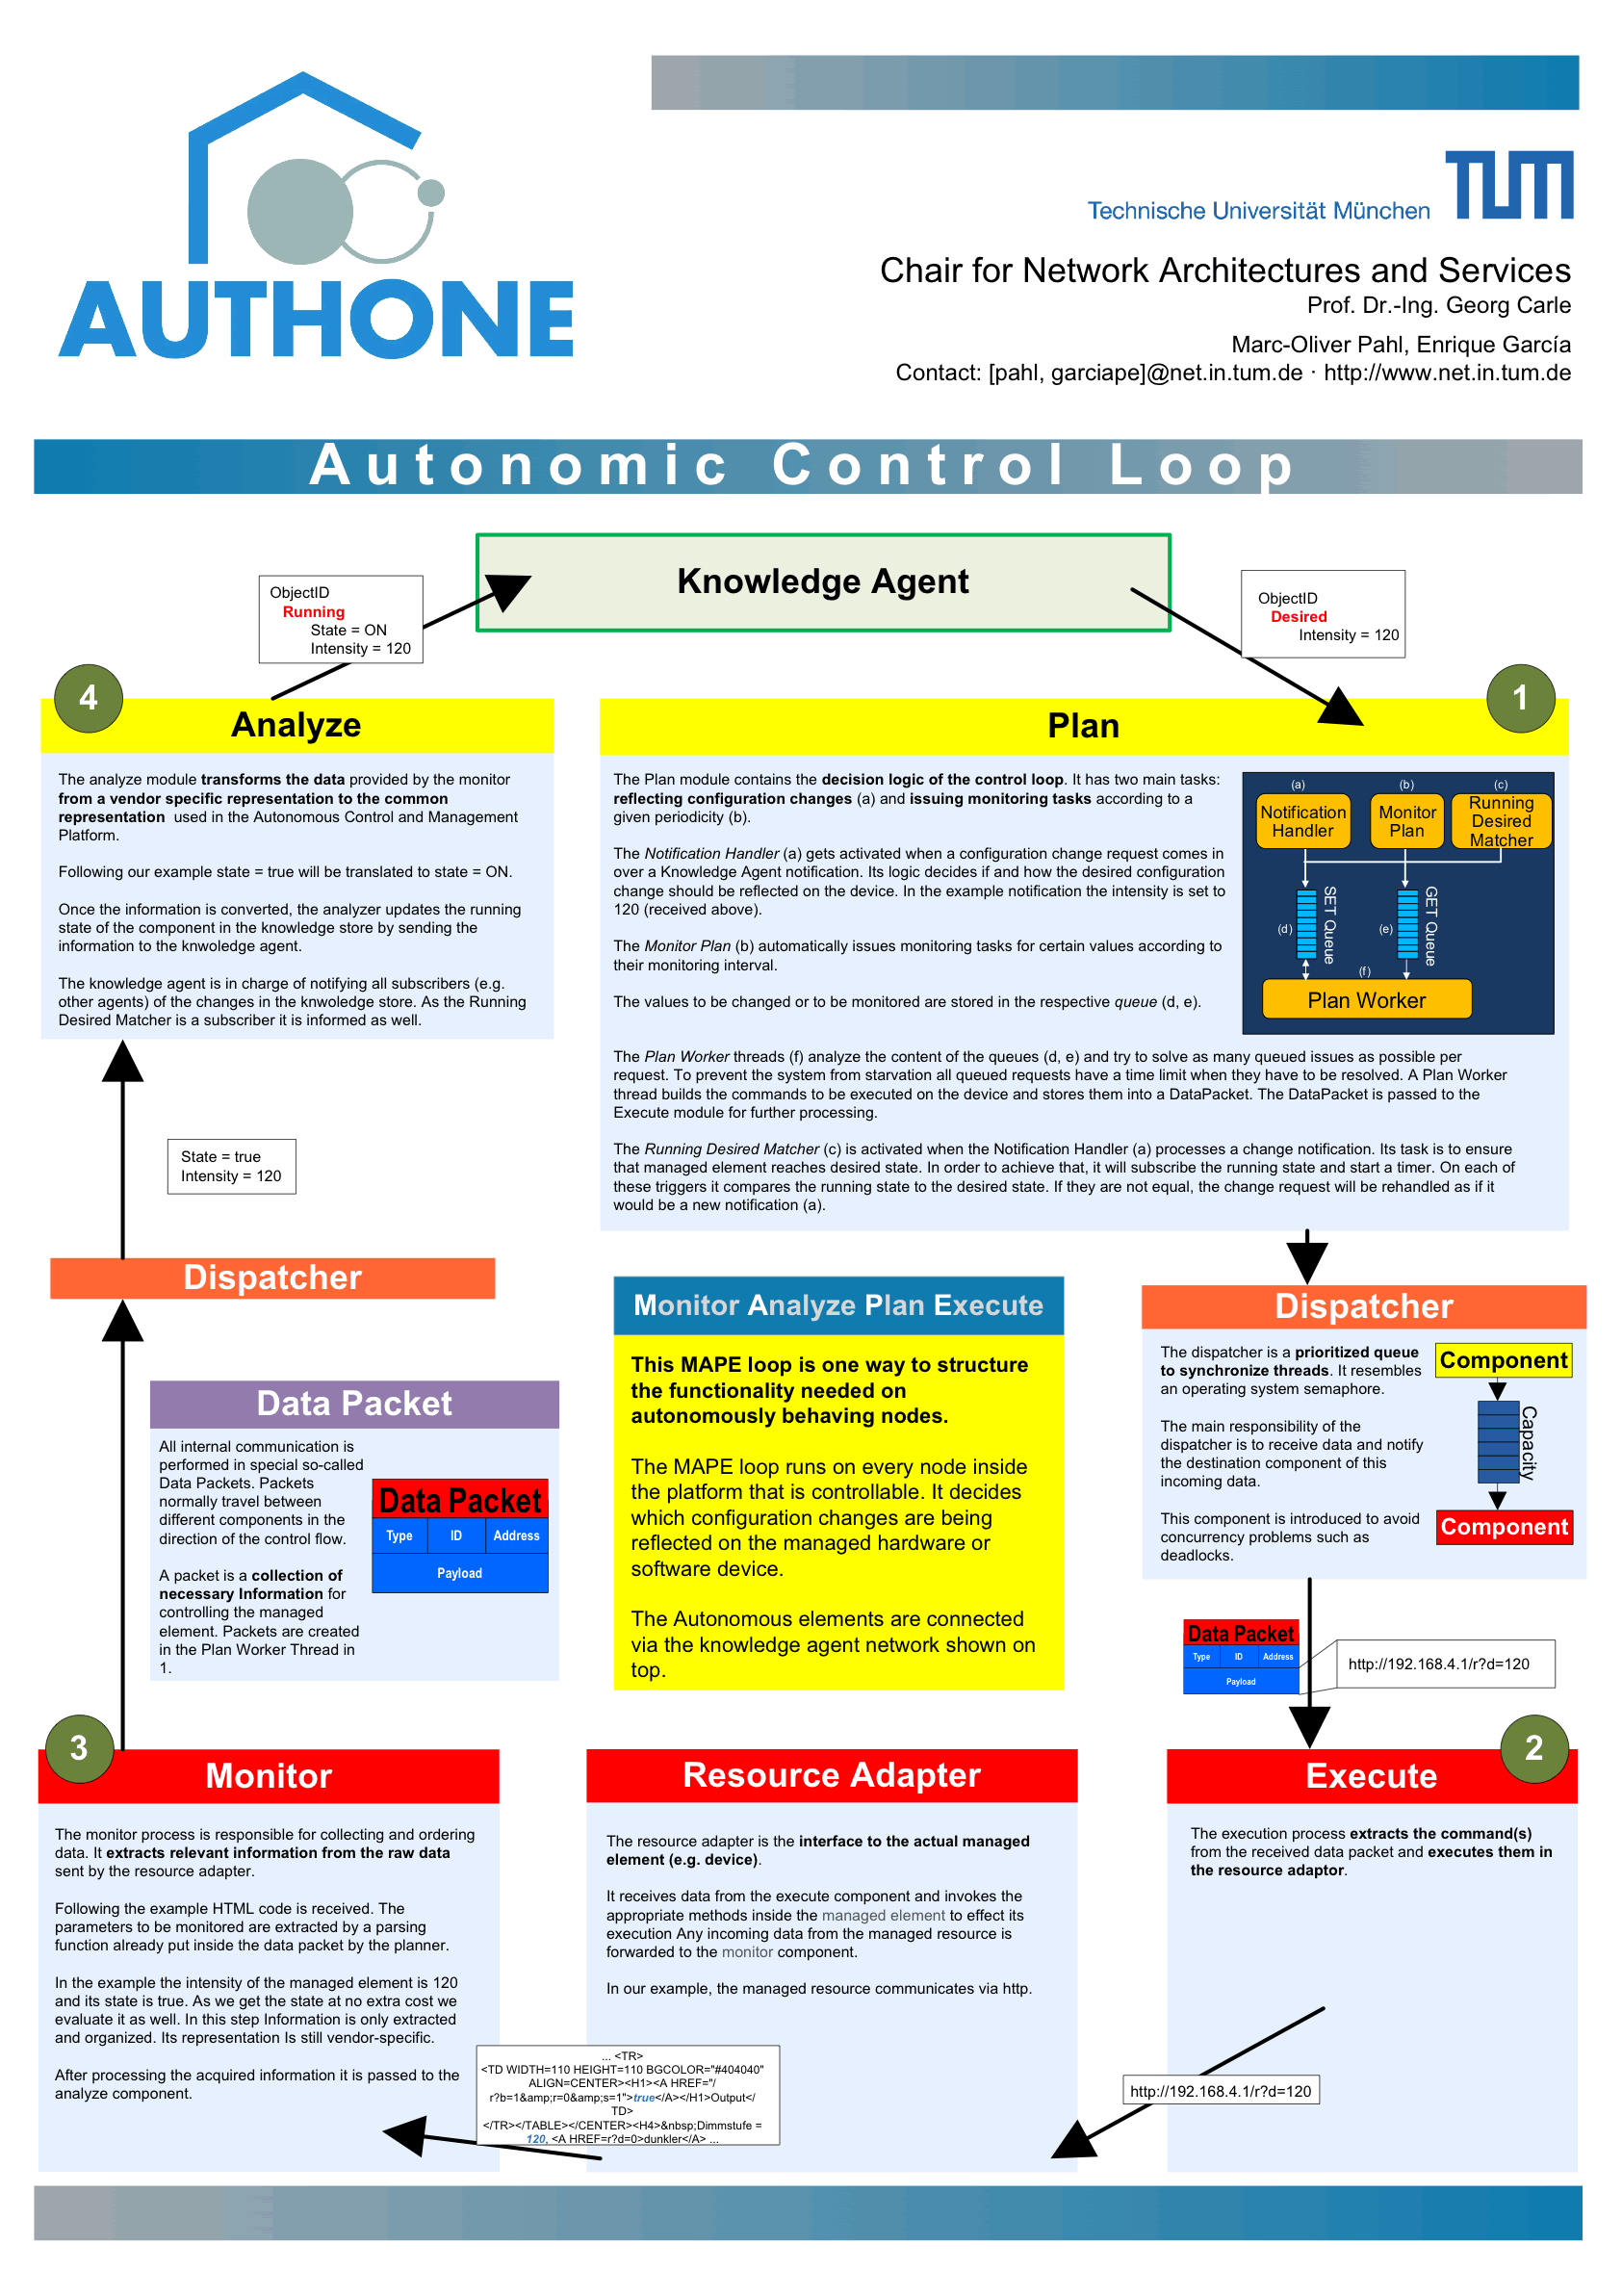 AUTHONE
Technische Universität München
TUM
Chair for Network Architectures and Services
Prof. Dr.-Ing. Georg Carle
Marc-Oliver Pahl, Enrique García
Contact: [pahl, garciape]@net.in.tum.de · http://www.net.in.tum.de
Autonomic Control Loop
Knowledge Agent
ObjectID
Running
State = ON
Intensity = 120
ObjectID
Desired
Intensity = 120
4
Analyze
The analyze module transforms the data provided by the monitor
from a vendor specific representation to the common
representation used in the Autonomous Control and Management
Platform.
Following our example state = true will be translated to state = ON.
Once the information is converted, the analyzer updates the running
state of the component in the knowledge store by sending the
information to the knwoledge agent.
The knowledge agent is in charge of notifying all subscribers (e.g.
other agents) of the changes in the knwoledge store. As the Running
Desired Matcher is a subscriber it is informed as well.
1
Plan
The Plan module contains the decision logic of the control loop. It has two main tasks:
reflecting configuration changes (a) and issuing monitoring tasks according to a
given periodicity (b).
The Notification Handler (a) gets activated when a configuration change request comes in
over a Knowledge Agent notification. Its logic decides if and how the desired configuration
change should be reflected on the device. In the example notification the intensity is set to
120 (received above).
The Monitor Plan (b) automatically issues monitoring tasks for certain values according to
their monitoring interval.
The values to be changed or to be monitored are stored in the respective queue (d, e).
(a)
(b)
(c)
Notification
Handler
Monitor
Plan
Running
Desired
Matcher
SET Queue
GET Queue
(d)
(e)
(f)
Plan Worker
The Plan Worker threads (f) analyze the content of the queues (d, e) and try to solve as many queued issues as possible per
request. To prevent the system from starvation all queued requests have a time limit when they have to be resolved. A Plan Worker
thread builds the commands to be executed on the device and stores them into a DataPacket. The DataPacket is passed to the
Execute module for further processing.
The Running Desired Matcher (c) is activated when the Notification Handler (a) processes a change notification. Its task is to ensure
that managed element reaches desired state. In order to achieve that, it will subscribe the running state and start a timer. On each of
these triggers it compares the running state to the desired state. If they are not equal, the change request will be rehandled as if it
would be a new notification (a).
State = true
Intensity = 120
Dispatcher
Data Packet
All internal communication is
performed in special so-called
Data Packets. Packets
normally travel between
different components in the
direction of the control flow.
A packet is a collection of
necessary Information for
controlling the managed
element. Packets are created
in the Plan Worker Thread in
1.
Data Packet
Type
ID
Address
Payload
Monitor Analyze Plan Execute
This MAPE loop is one way to structure
the functionality needed on
autonomously behaving nodes.
The MAPE loop runs on every node inside
the platform that is controllable. It decides
which configuration changes are being
reflected on the managed hardware or
software device.
The Autonomous elements are connected
via the knowledge agent network shown on
top.
Dispatcher
The dispatcher is a prioritized queue
to synchronize threads. It resembles
an operating system semaphore.
The main responsibility of the
dispatcher is to receive data and notify
the destination component of this
incoming data.
This component is introduced to avoid
concurrency problems such as
deadlocks.
Component
Capacity
Component
Data Packet
Type
ID
Address
Payload
http://192.168.4.1/r?d=120
3
Monitor
The monitor process is responsible for collecting and ordering
data. It extracts relevant information from the raw data
sent by the resource adapter.
Following the example HTML code is received. The
parameters to be monitored are extracted by a parsing
function already put inside the data packet by the planner.
In the example the intensity of the managed element is 120
and its state is true. As we get the state at no extra cost we
evaluate it as well. In this step Information is only extracted
and organized. Its representation Is still vendor-specific.
After processing the acquired information it is passed to the
analyze component.
Resource Adapter
The resource adapter is the interface to the actual managed
element (e.g. device).
It receives data from the execute component and invokes the
appropriate methods inside the managed element to effect its
execution Any incoming data from the managed resource is
forwarded to the monitor component.
In our example, the managed resource communicates via http.
... <TR>
<TD WIDTH=110 HEIGHT=110 BGCOLOR="#404040"
ALIGN=CENTER><H1><A HREF="/
r?b=1&amp;r=0&amp;s=1">true</A></H1>Output</
TD>
</TR></TABLE></CENTER><H4>&nbsp;Dimmstufe =
120, <A HREF=r?d=0>dunkler</A> ...
2
Execute
The execution process extracts the command(s)
from the received data packet and executes them in
the resource adaptor.
http://192.168.4.1/r?d=120